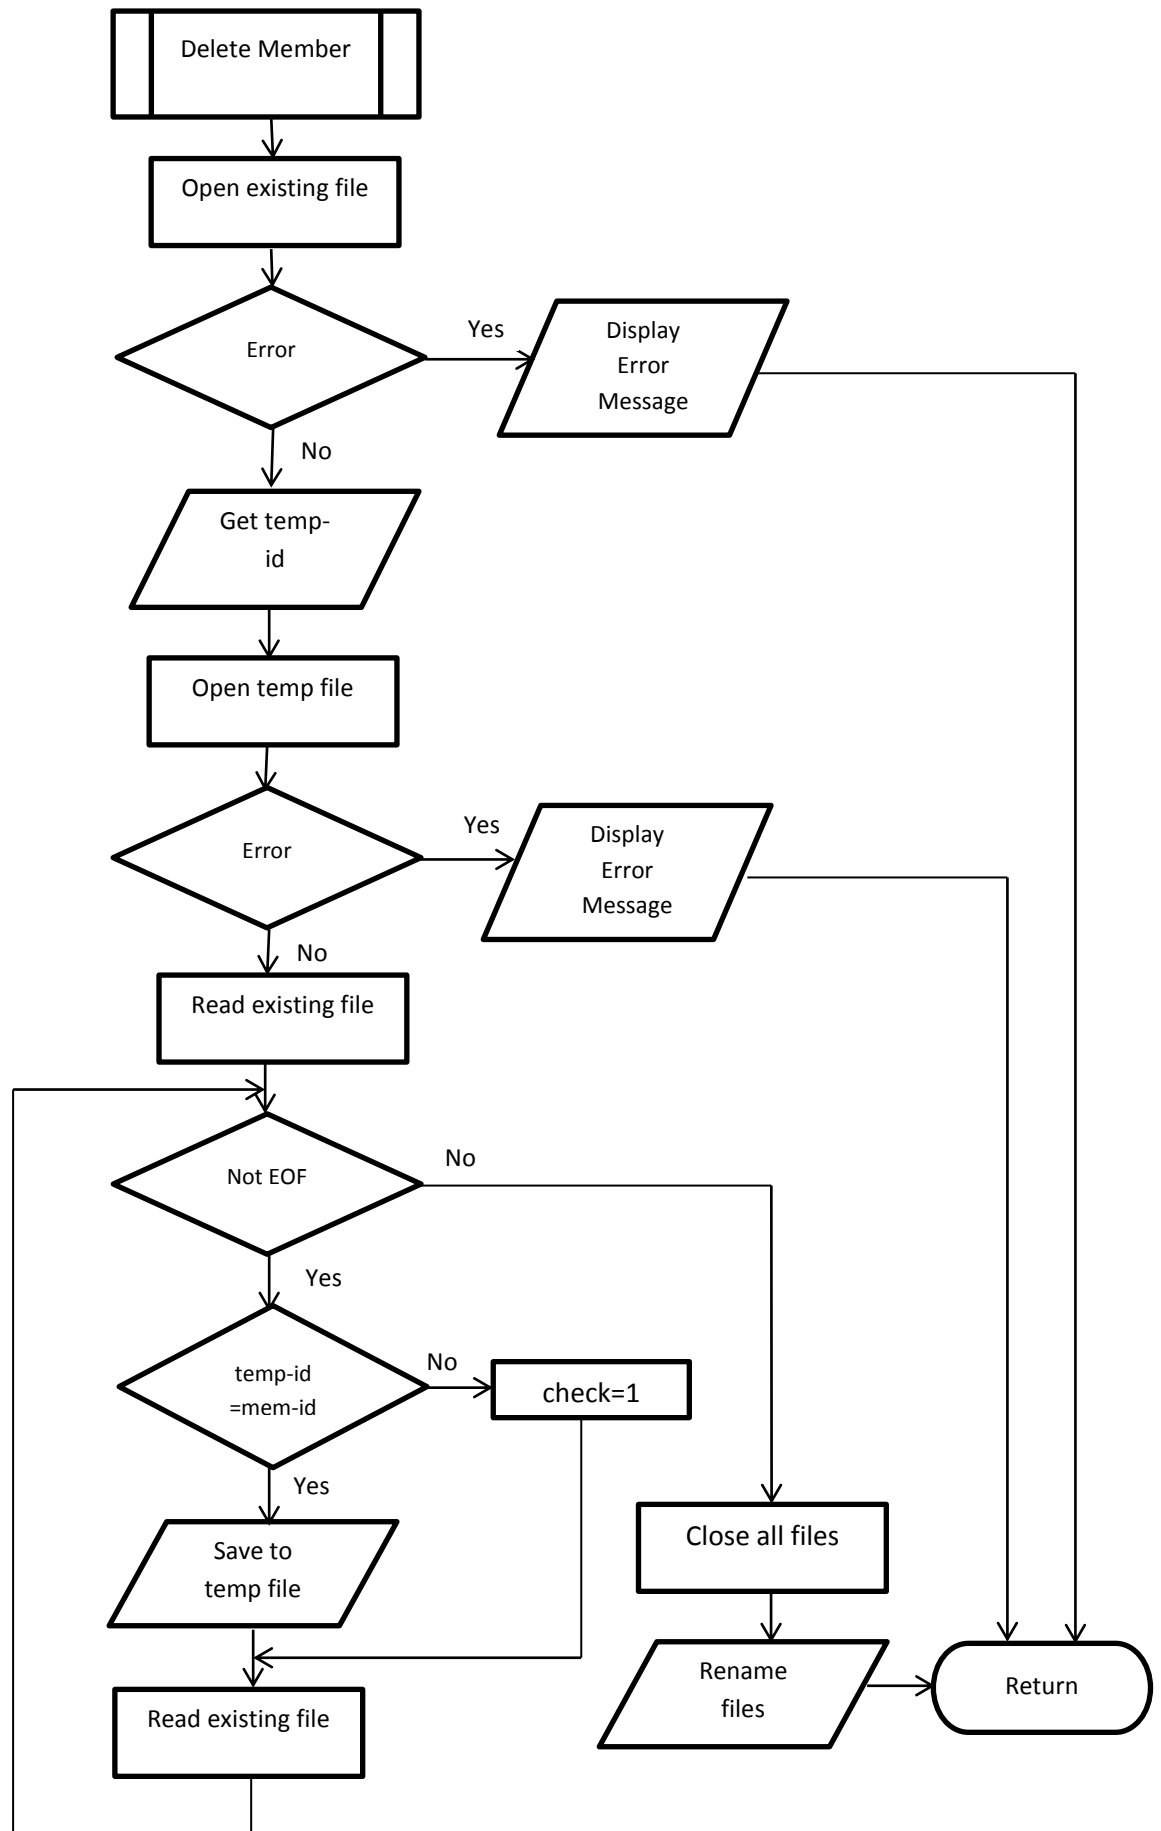 Delete Member
Open existing file
Error
Yes
Display
Error
Message
No
Get temp-
id
Open temp file
Error
Yes
Display
Error
Message
No
Read existing file
Not EOF
No
Yes
temp-id
=mem-id
No
check=1
Yes
Save to
temp file
Close all files
Read existing file
Rename
files
Return